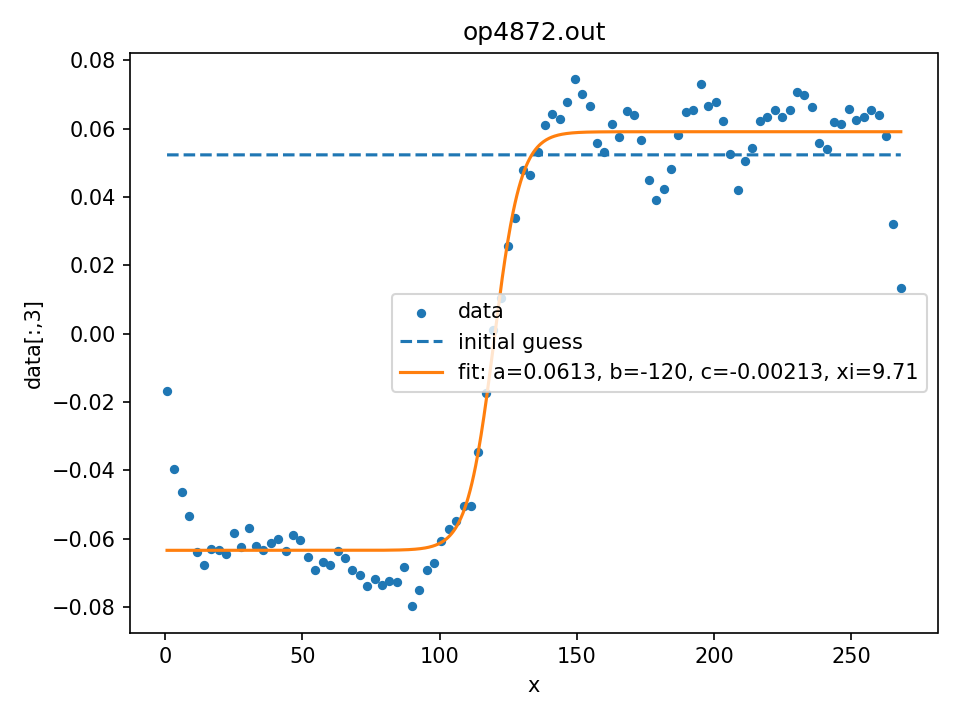 op4872.out
0.08
0.06
0.04
0.02
0.00
−0.02
−0.04
−0.06
−0.08
data[:,3]
data
initial guess
fit: a=0.0613, b=-120, c=-0.00213, xi=9.71
0 50 100 150 200 250
x